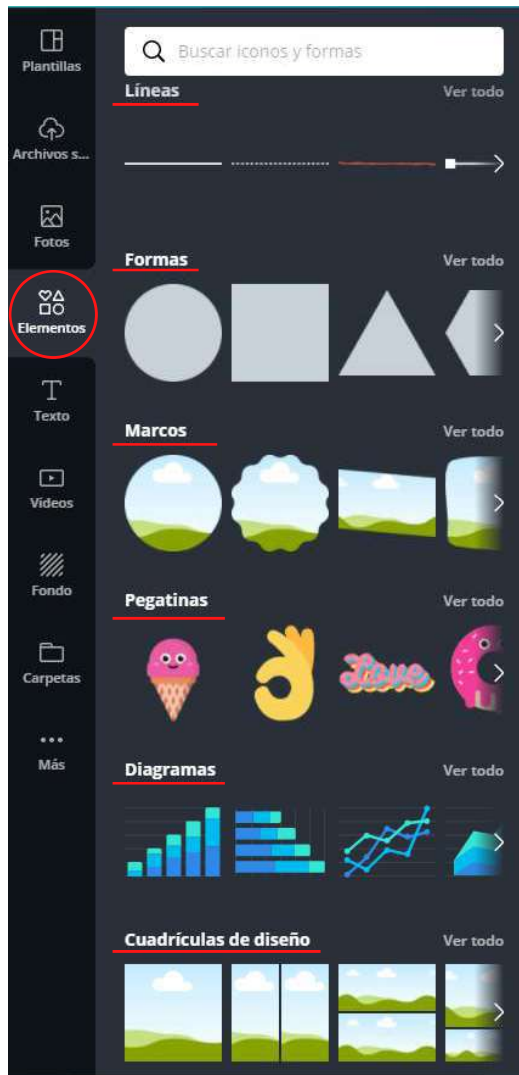 Plantillas
Archivos s...
Fotos
Elementos
Texto
Videos
Fondo
Carpetas
Más
Buscar iconos y formas
Líneas Ver todo
Formas Ver todo
Marcos Ver todo
Pegatinas Ver todo
Love
Diagramas Ver todo
Cuadrículas de diseño Ver todo